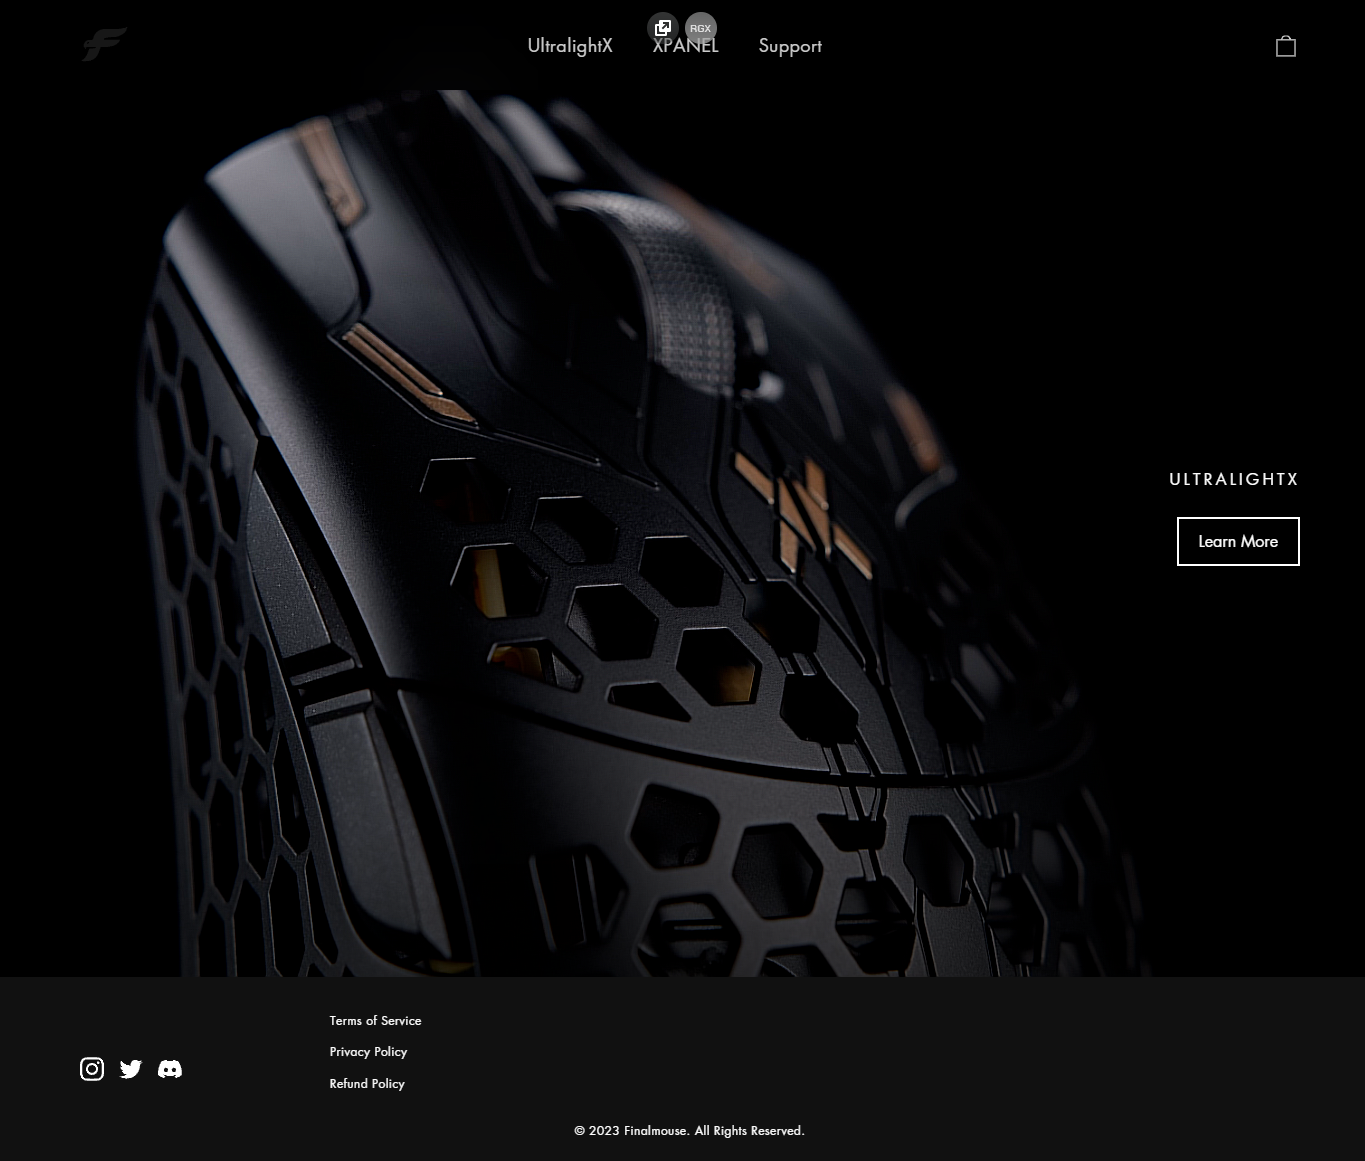 RGX
UltralightX XPANEL Support
ULTRALIGHTX
Learn More
Terms of Service
Privacy Policy
Refund Policy
© 2023 Finalmouse. All Rights Reserved.